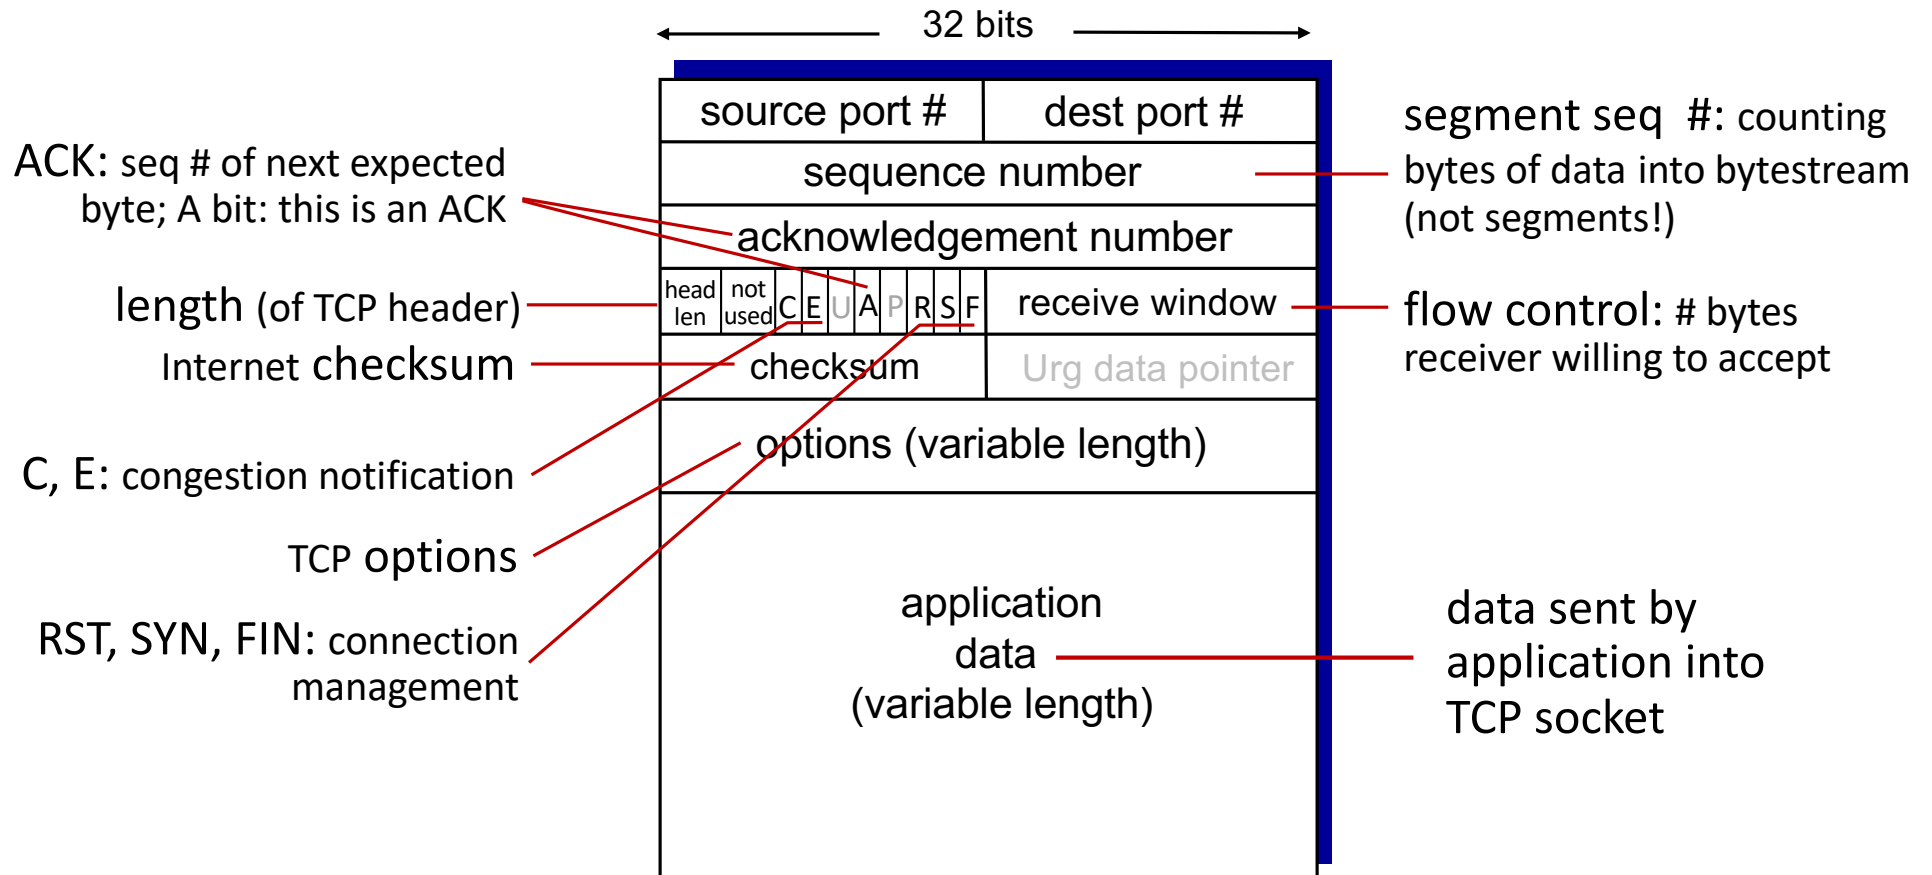 32 bits
source port #
dest port #
segment seq  #: counting
bytes of data into bytestream
(not segments!)
ACK: seq # of next expected
byte; A bit: this is an ACK
sequence number
acknowledgement number
length (of TCP header)
head
len
not
used
C
E
U
A
P
R
S
F
receive window
flow control: # bytes
receiver willing to accept
Internet checksum
checksum
Urg data pointer
options (variable length)
C, E: congestion notification
TCP options
RST, SYN, FIN: connection
management
application
data
(variable length)
data sent by
application into
TCP socket